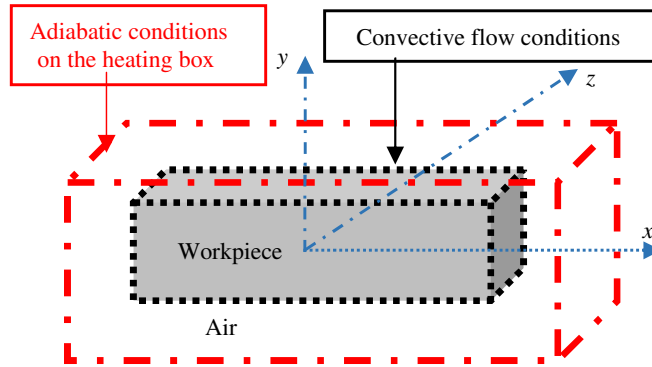 Adiabatic conditions
on the heating box
Convective flow conditions
y
z
x
Workpiece
Air